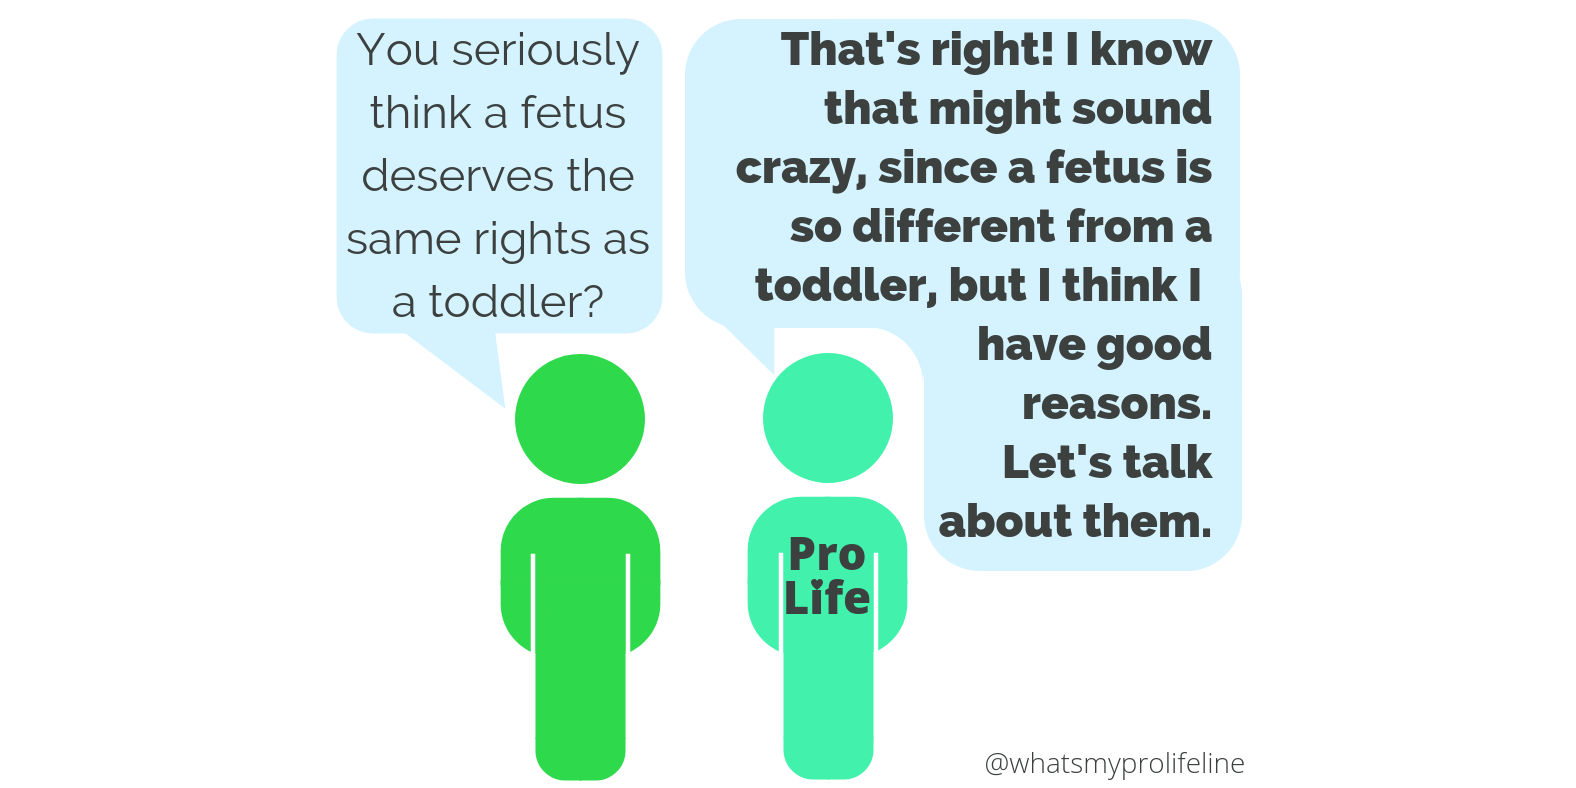 You seriously
think a fetus
deserves the
same rights as
a toddler?
That's right! I know
that might sound
crazy, since a fetus is
so different from a
toddler, but I think I
have good
reasons.
Let's talk
about them.
Pro
Life
@whatsmyprolifeline